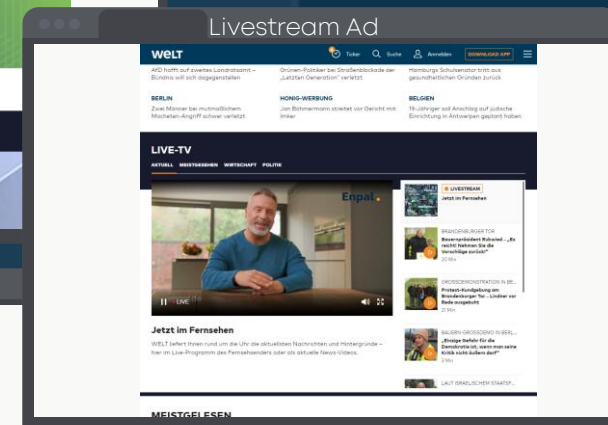 Livestream Ad
WELT
Ticker
Suche
Anmelden
DOWNLOAD APP
AfD hofft auf zweites Landratsamt –
Bündnis will sich dagegenstellen
Grünen-Politiker bei Straßenblockade der
„Letzten Generation" verletzt
Hamburgs Schulsenator tritt aus
gesundheitlichen Gründen zurück
BERLIN
Zwei Männer bei mutmaßlichem
Macheten-Angriff schwer verletzt
HONIG-WERBUNG
Jan Böhmermann streitet vor Gericht mit
Imker
BELGIEN
19-Jähriger soll Anschlag auf jüdische
Einrichtung in Antwerpen geplant haben
LIVE-TV
AKTUELL MEISTGESEHEN WIRTSCHAFT POLITIK
Enpal.
LIVE
Jetzt im Fernsehen
WELT liefert Ihnen rund um die Uhr die aktuellsten Nachrichten und Hintergründe –
hier im Live-Programm des Fernsehsenders oder als aktuelle News-Videos.
LIVESTREAM
Jetzt im Fernsehen
BRANDENBURGER TOR
Bauernpräsident Rukwied – „Es
reicht! Nehmen Sie die
Vorschläge zurück!"
20 Min
GROSSDEMONSTRATION IN BE...
Protest-Kundgebung am
Brandenburger Tor – Lindner vor
Rede ausgebuht
21 Min
BAUERN-GROSSDEMO IN BERL...
„Einzige Gefahr für die
Demokratie ist, wenn man seine
Kritik nicht äußern darf"
3 Min
LAUT ISRAELISCHEM STAATSF...
MEISTGELESEN